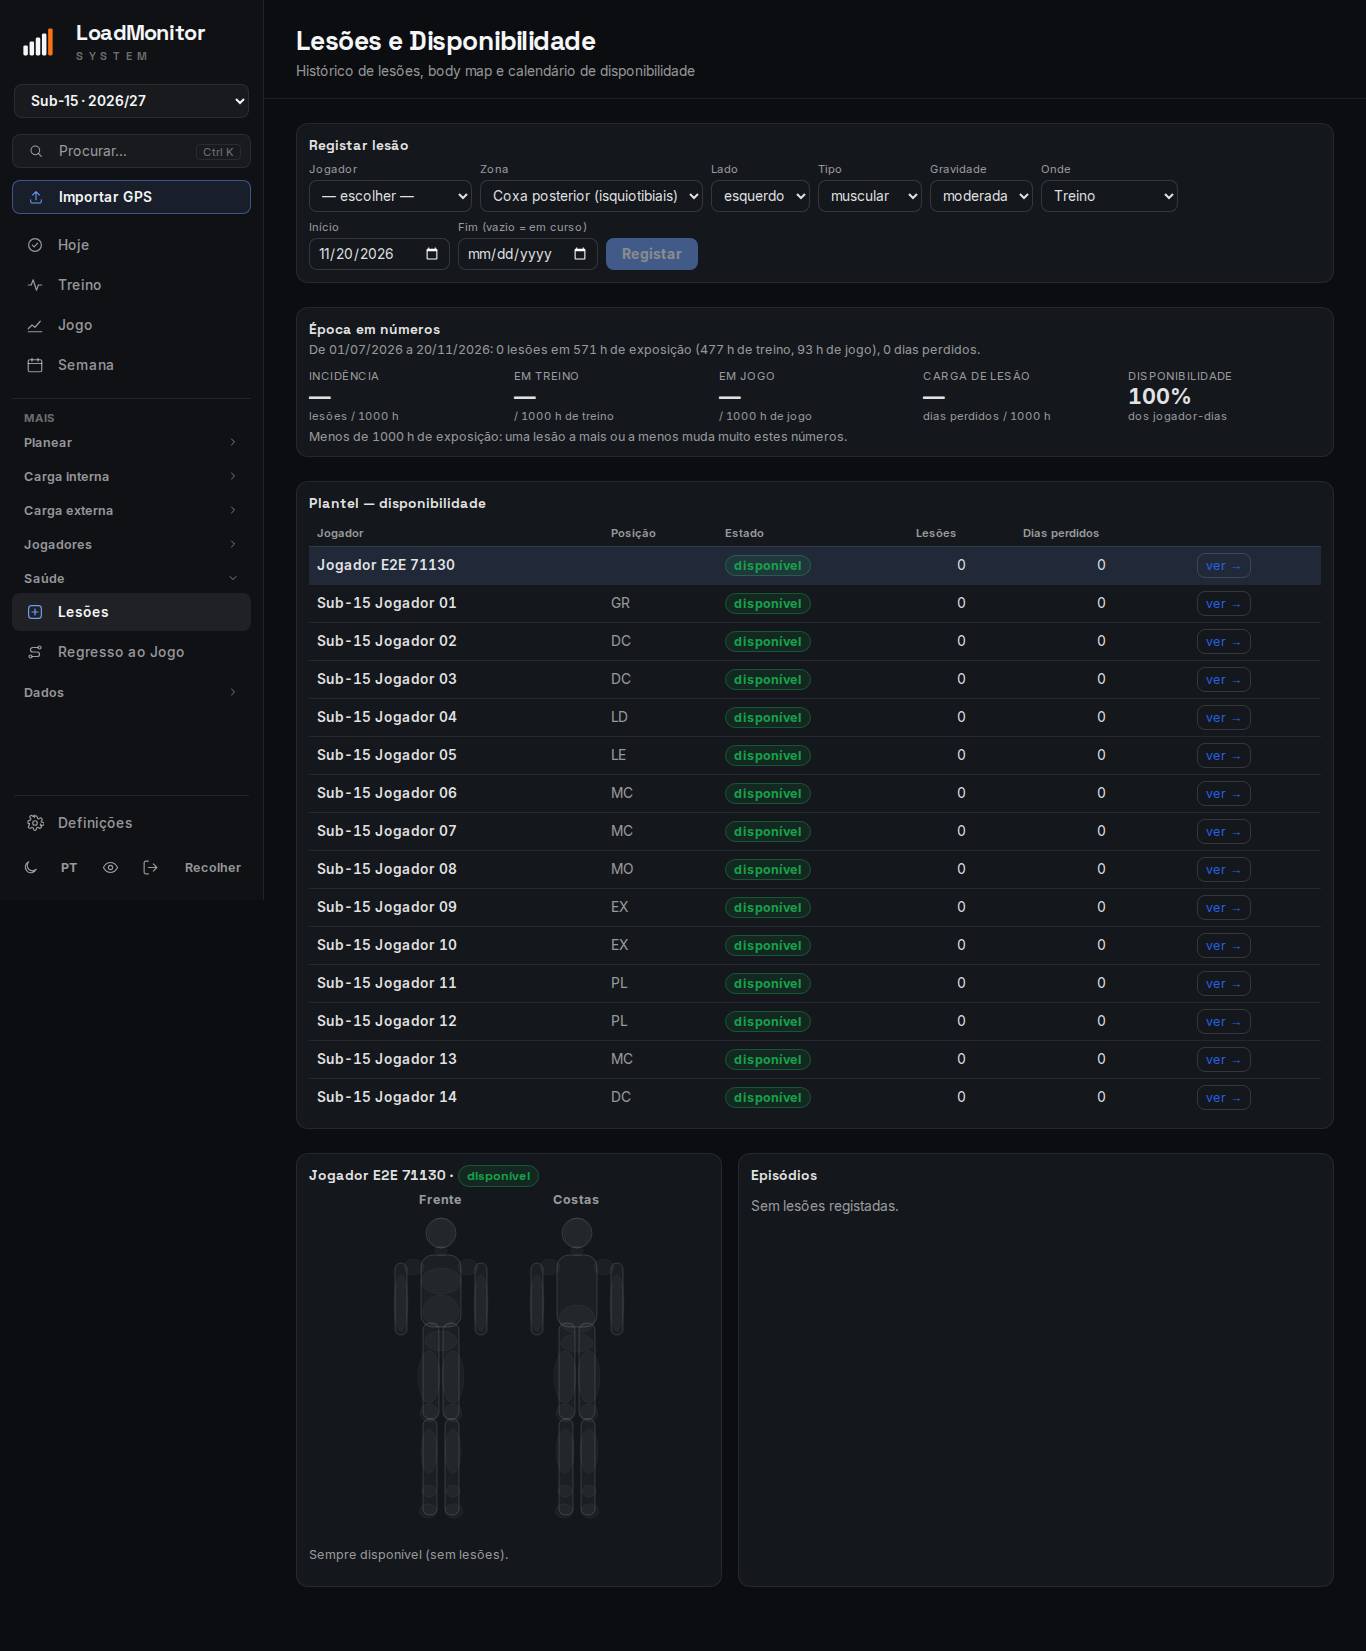 LoadMonitor
SYSTEM
Sub-15 · 2026/27
Procurar... Ctrl K
Importar GPS
Hoje
Treino
Jogo
Semana
MAIS
Planear
Carga interna
Carga externa
Jogadores
Saúde
Lesões
Regresso ao Jogo
Dados
Definições
PT Recolher
Lesões e Disponibilidade
Histórico de lesões, body map e calendário de disponibilidade
Registar lesão
Jogador Zona Lado Tipo Gravidade Onde
— escolher — Coxa posterior (isquiotibiais) esquerdo muscular moderada Treino
Início Fim (vazio = em curso)
11/20/2026 mm/dd/yyyy Registar
Época em números
De 01/07/2026 a 20/11/2026: 0 lesões em 571 h de exposição (477 h de treino, 93 h de jogo), 0 dias perdidos.
INCIDÊNCIA EM TREINO EM JOGO CARGA DE LESÃO DISPONIBILIDADE
— — — — 100%
lesões / 1000 h / 1000 h de treino / 1000 h de jogo dias perdidos / 1000 h dos jogador-dias
Menos de 1000 h de exposição: uma lesão a mais ou a menos muda muito estes números.
Plantel — disponibilidade
Jogador Posição Estado Lesões Dias perdidos
Jogador E2E 71130 disponível 0 0 ver →
Sub-15 Jogador 01 GR disponível 0 0 ver →
Sub-15 Jogador 02 DC disponível 0 0 ver →
Sub-15 Jogador 03 DC disponível 0 0 ver →
Sub-15 Jogador 04 LD disponível 0 0 ver →
Sub-15 Jogador 05 LE disponível 0 0 ver →
Sub-15 Jogador 06 MC disponível 0 0 ver →
Sub-15 Jogador 07 MC disponível 0 0 ver →
Sub-15 Jogador 08 MO disponível 0 0 ver →
Sub-15 Jogador 09 EX disponível 0 0 ver →
Sub-15 Jogador 10 EX disponível 0 0 ver →
Sub-15 Jogador 11 PL disponível 0 0 ver →
Sub-15 Jogador 12 PL disponível 0 0 ver →
Sub-15 Jogador 13 MC disponível 0 0 ver →
Sub-15 Jogador 14 DC disponível 0 0 ver →
Jogador E2E 71130 · disponível
Frente Costas
Sempre disponível (sem lesões).
Episódios
Sem lesões registadas.